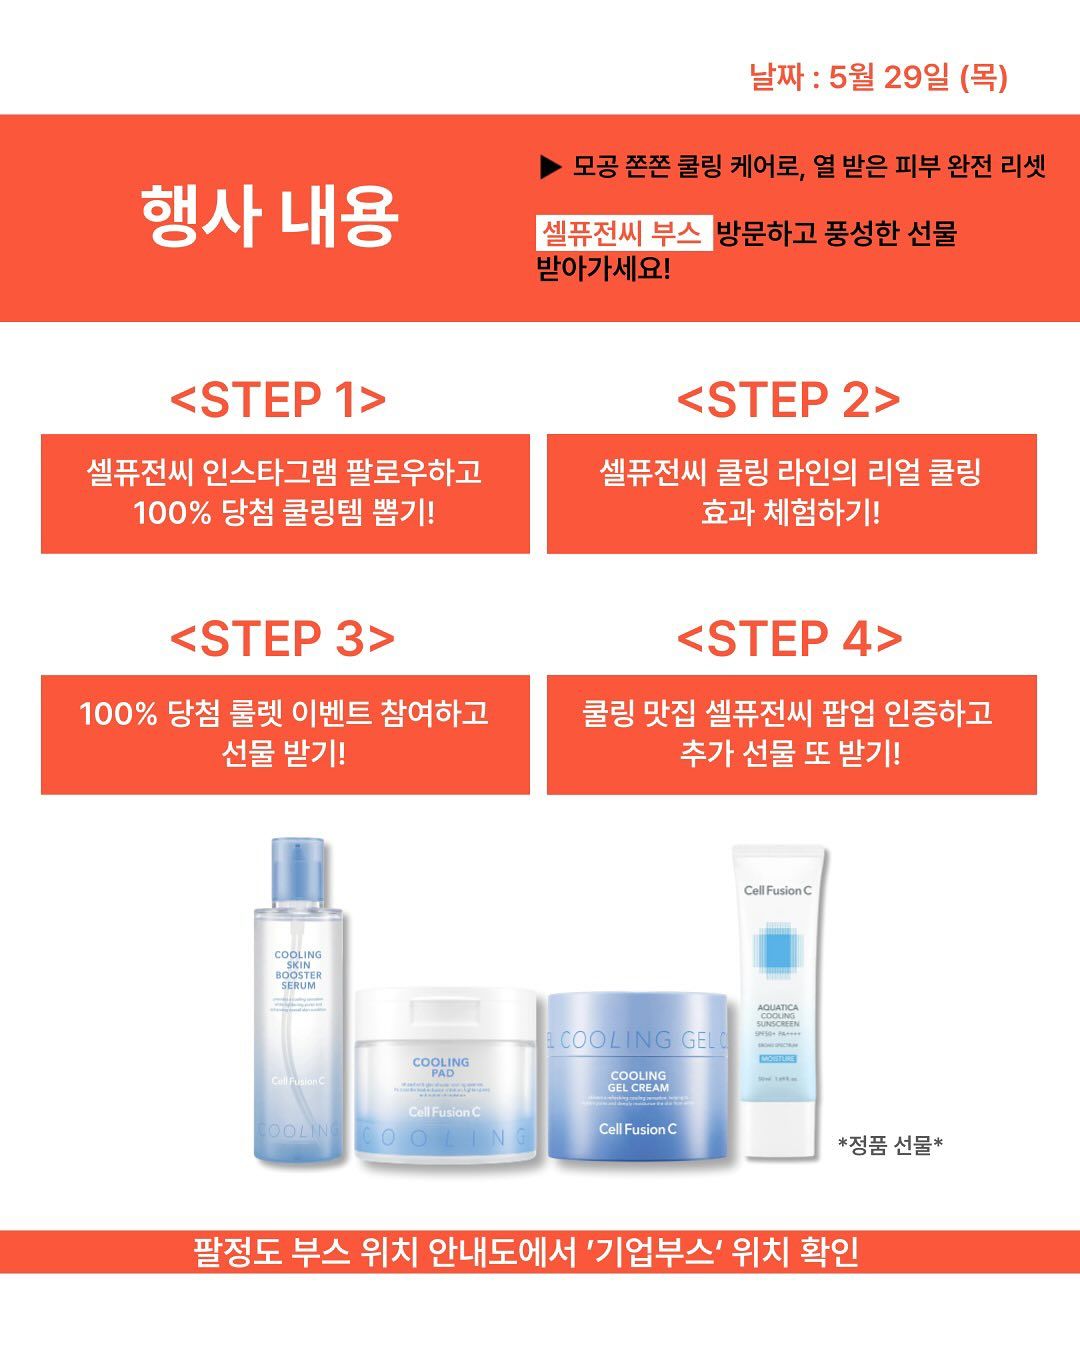 날짜 : 5월 29일 (목)
행사 내용
▶ 모공 쫀쫀 쿨링 케어로, 열 받은 피부 완전 리셋
셀퓨전씨 부스 방문하고 풍성한 선물
받아가세요!
<STEP 1>
셀퓨전씨 인스타그램 팔로우하고
100% 당첨 쿨링템 뽑기!
<STEP 2>
셀퓨전씨 쿨링 라인의 리얼 쿨링
효과 체험하기!
<STEP 3>
100% 당첨 룰렛 이벤트 참여하고
선물 받기!
<STEP 4>
쿨링 맛집 셀퓨전씨 팝업 인증하고
추가 선물 또 받기!
COOLING
SKIN
BOOSTER
SERUM
Cell Fusion C
COOLING
COOLING
PAD
Cell Fusion C
COOLING
EL COOLING GEL C
COOLING
GEL CREAM
Cell Fusion C
Cell Fusion C
AQUATICA
COOLING
SUNSCREEN
SPF50+ PA++++
BROAD SPECTRUM
MOISTURE
50ml 1.69fl.oz
*정품 선물*
팔정도 부스 위치 안내도에서 ’기업부스‘ 위치 확인